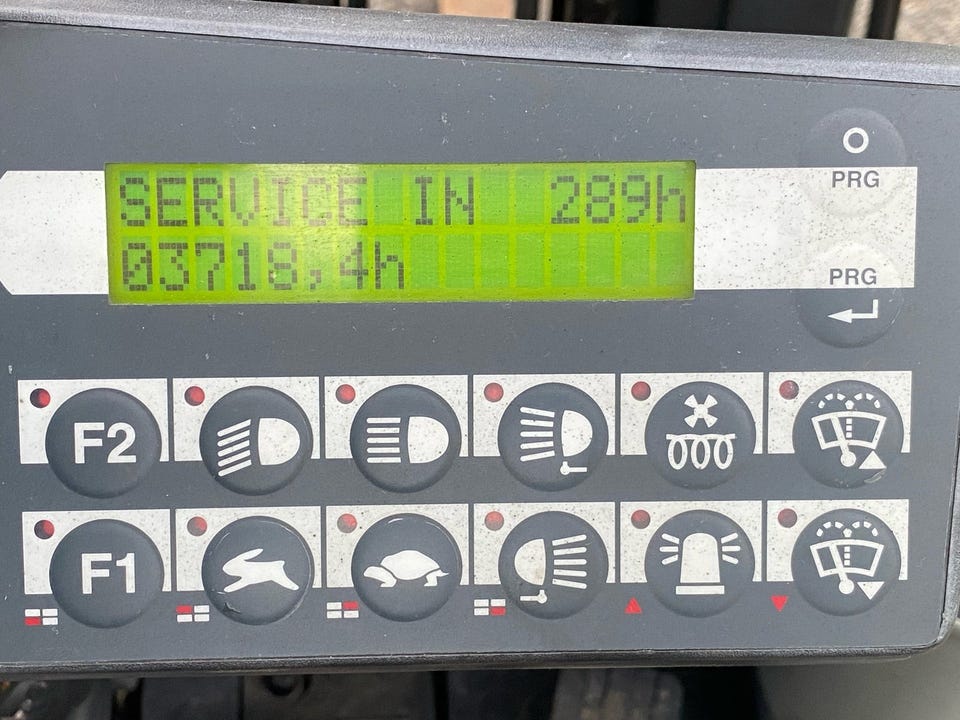 SERVICE IN 289h
03718,4h
PRG
PRG
F2
F1